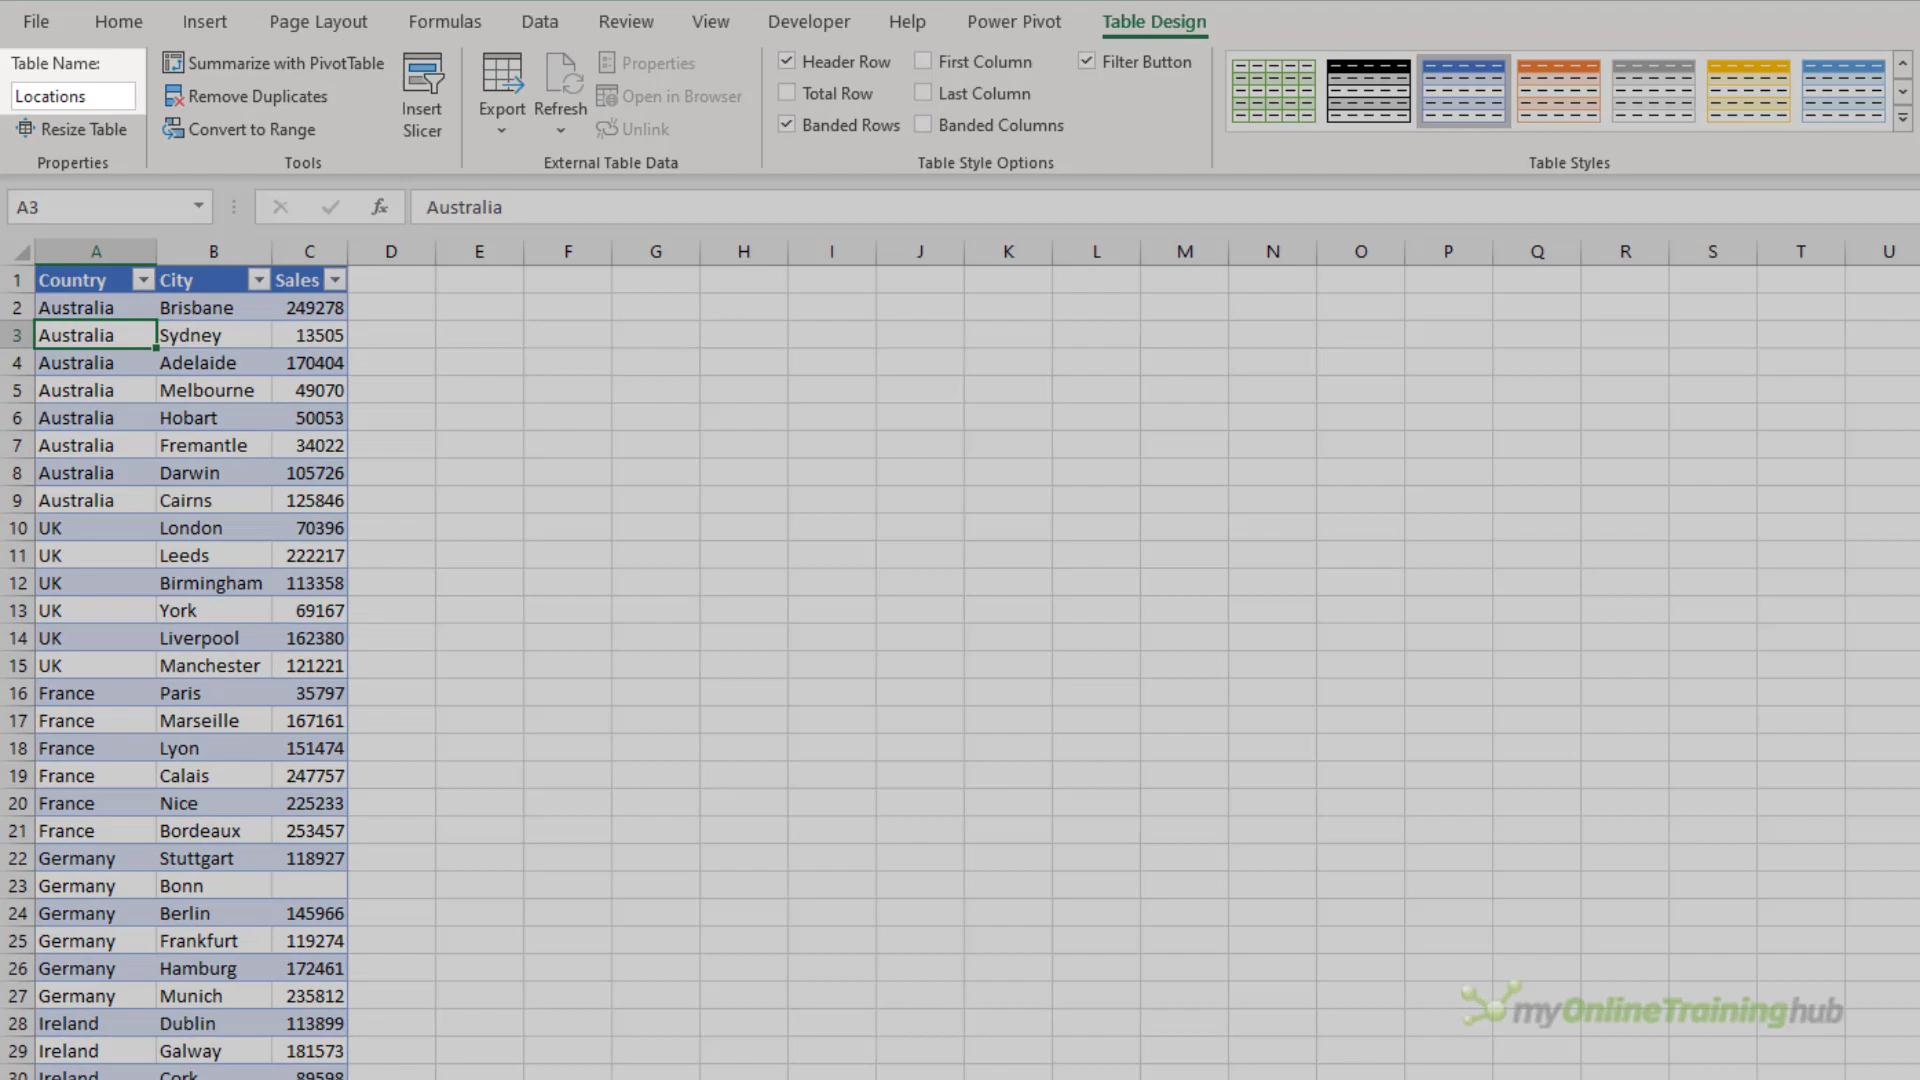 File Home Insert Page Layout Formulas Data Review View Developer Help Power Pivot Table Design
Table Name:
Locations
Resize Table
Properties
Summarize with PivotTable
Remove Duplicates
Convert to Range
Insert
Slicer
Tools
Export
Refresh
Properties
Open in Browser
Unlink
External Table Data
Header Row
Total Row
Banded Rows
First Column
Last Column
Banded Columns
Filter Button
Table Style Options
Table Styles
A3 fx Australia
A B C D E F G H I J K L M N O P Q R S T U
1 Country City Sales
2 Australia Brisbane 249278
3 Australia Sydney 13505
4 Australia Adelaide 170404
5 Australia Melbourne 49070
6 Australia Hobart 50053
7 Australia Fremantle 34022
8 Australia Darwin 105726
9 Australia Cairns 125846
10 UK London 70396
11 UK Leeds 222217
12 UK Birmingham 113358
13 UK York 69167
14 UK Liverpool 162380
15 UK Manchester 121221
16 France Paris 35797
17 France Marseille 167161
18 France Lyon 151474
19 France Calais 247757
20 France Nice 225233
21 France Bordeaux 253457
22 Germany Stuttgart 118927
23 Germany Bonn
24 Germany Berlin 145966
25 Germany Frankfurt 119274
26 Germany Hamburg 172461
27 Germany Munich 235812
28 Ireland Dublin 113899
29 Ireland Galway 181573
30 Ireland Cork 89598
myOnlineTraininghub